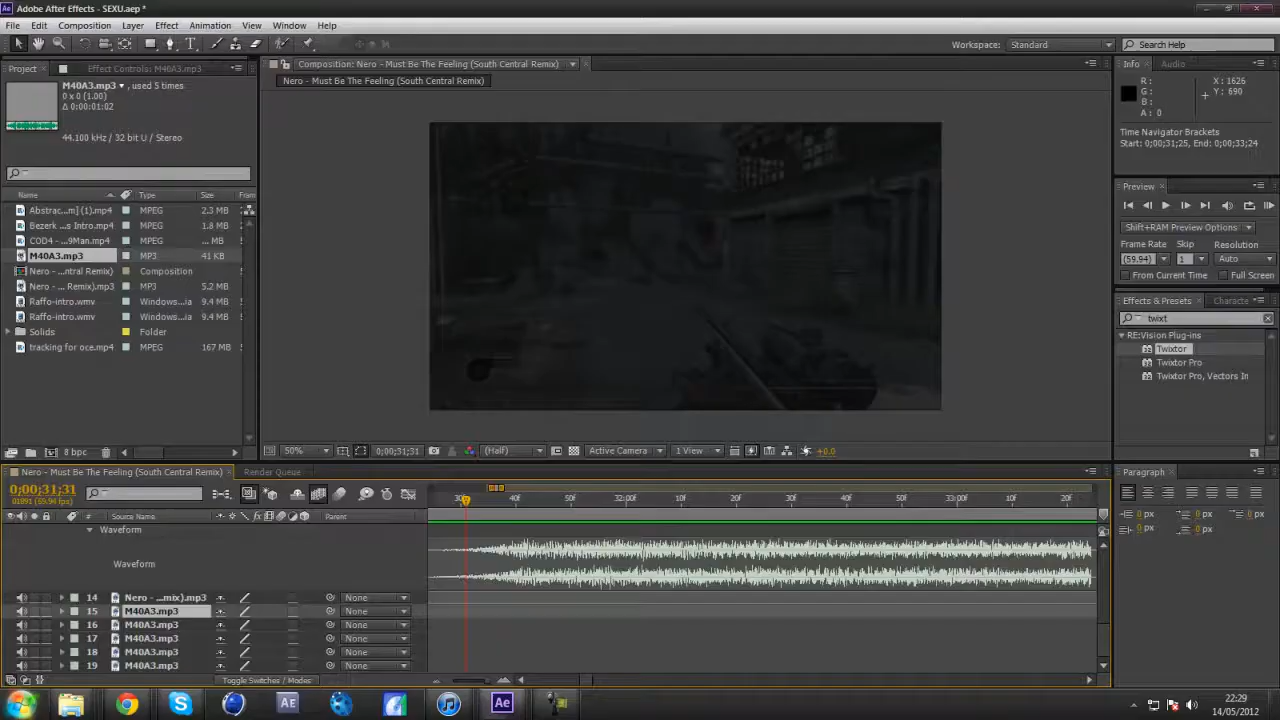 Adobe After Effects - SEXU.aep *
File Edit Composition Layer Effect Animation View Window Help
Workspace: Standard Search Help
Project Effect Controls: M40A3.mp3
M40A3.mp3 , used 5 times
0 x 0 (1.00)
Δ 0:00:01:02
44.100 kHz / 32 bit U / Stereo
Name Type Size Fram
Abstrac...m] (1).mp4 MPEG 2.3 MB
Bezerk ...s Intro.mp4 MPEG 1.8 MB
COD4 - ...9Man.mp4 MPEG ... MB
M40A3.mp3 MP3 41 KB
Nero - ...ntral Remix) Composition
Nero - ... Remix).mp3 MP3 5.2 MB
Raffo-intro.wmv Windows...ia 9.4 MB
Raffo-intro.wmv Windows...ia 9.4 MB
Solids Folder
tracking for oce.mp4 MPEG 167 MB
8 bpc
Composition: Nero - Must Be The Feeling (South Central Remix)
Nero - Must Be The Feeling (South Central Remix)
50% 0;00;31;31 (Half) Active Camera 1 View +0.0
Info Audio
R : X : 1626
G : Y : 690
B :
A : 0
Time Navigator Brackets
Start: 0;00;31;25, End: 0;00;33;24
Preview
Shift+RAM Preview Options
Frame Rate Skip Resolution
(59.94) 1 Auto
From Current Time Full Screen
Effects & Presets Characte
twixt
RE:Vision Plug-ins
Twixtor
Twixtor Pro
Twixtor Pro, Vectors In
Paragraph
0 px 0 px 0 px
0 px 0 px
Nero - Must Be The Feeling (South Central Remix) Render Queue
0;00;31;31
01891 (59.94 fps)
# Source Name Parent
30f 40f 50f 32:00f 10f 20f 30f 40f 50f 33:00f 10f 20f
Waveform
Waveform
14 Nero - ...mix).mp3 None
15 M40A3.mp3 None
16 M40A3.mp3 None
17 M40A3.mp3 None
18 M40A3.mp3 None
19 M40A3.mp3 None
Toggle Switches / Modes
22:29
14/05/2012